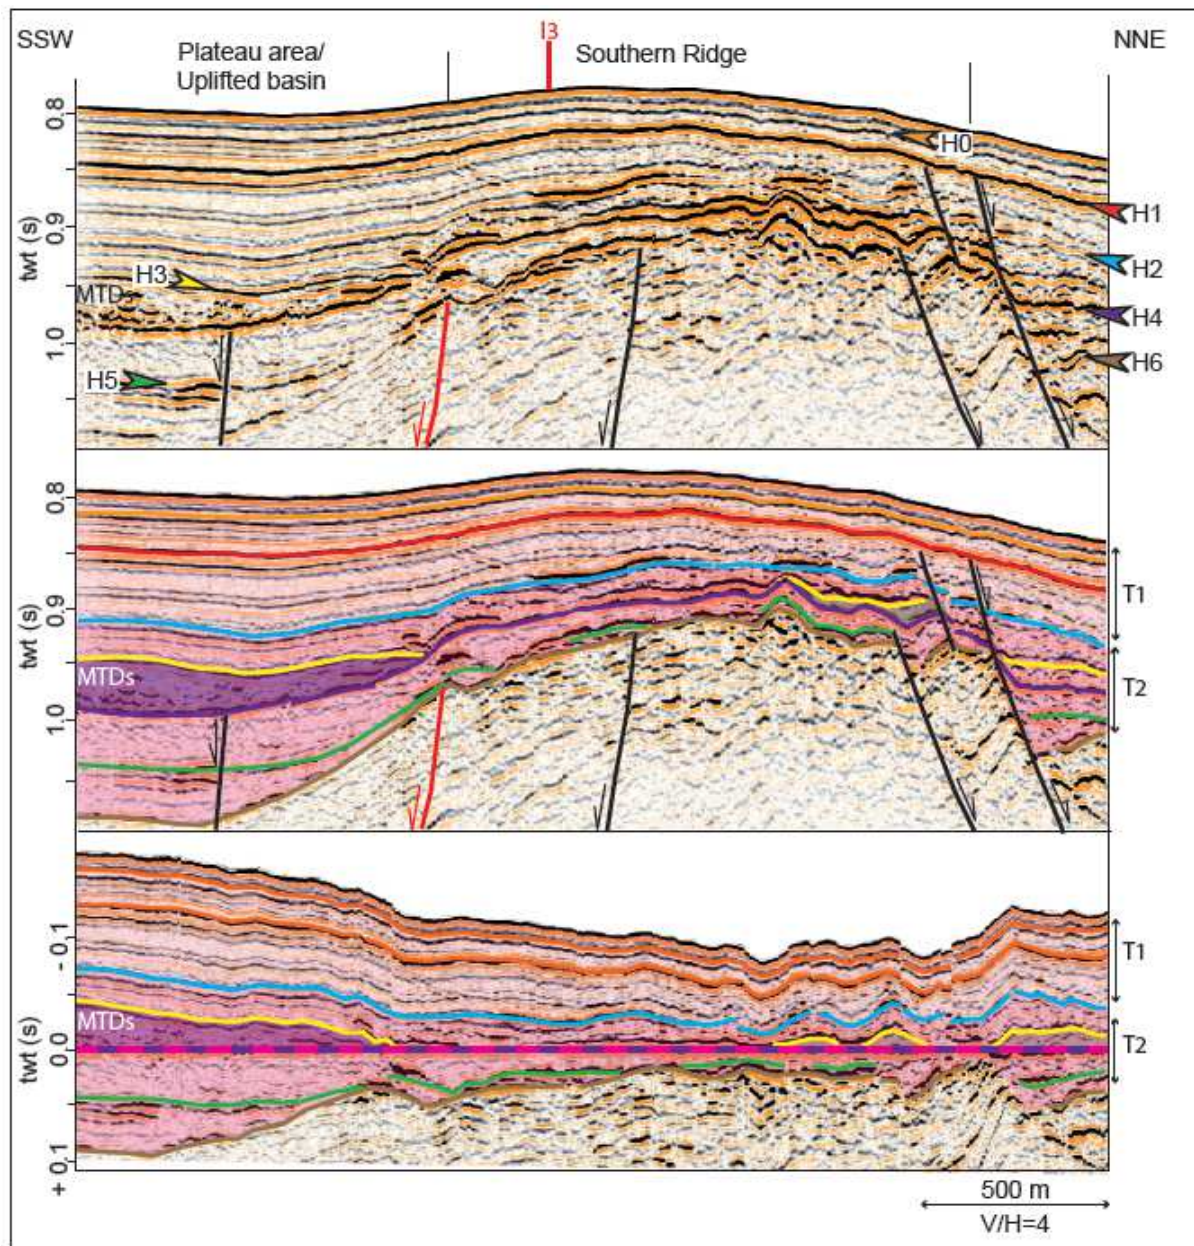 SSW
Plateau area/
Uplifted basin
I3
Southern Ridge
NNE
0.8
0.9
1.0
twt (s)
H0
H1
H2
H3
MTDs
H4
H5
H6
0.8
0.9
1.0
twt (s)
MTDs
T1
T2
- 0.1
0.0
+ 0.1
twt (s)
MTDs
T1
T2
500 m
V/H=4